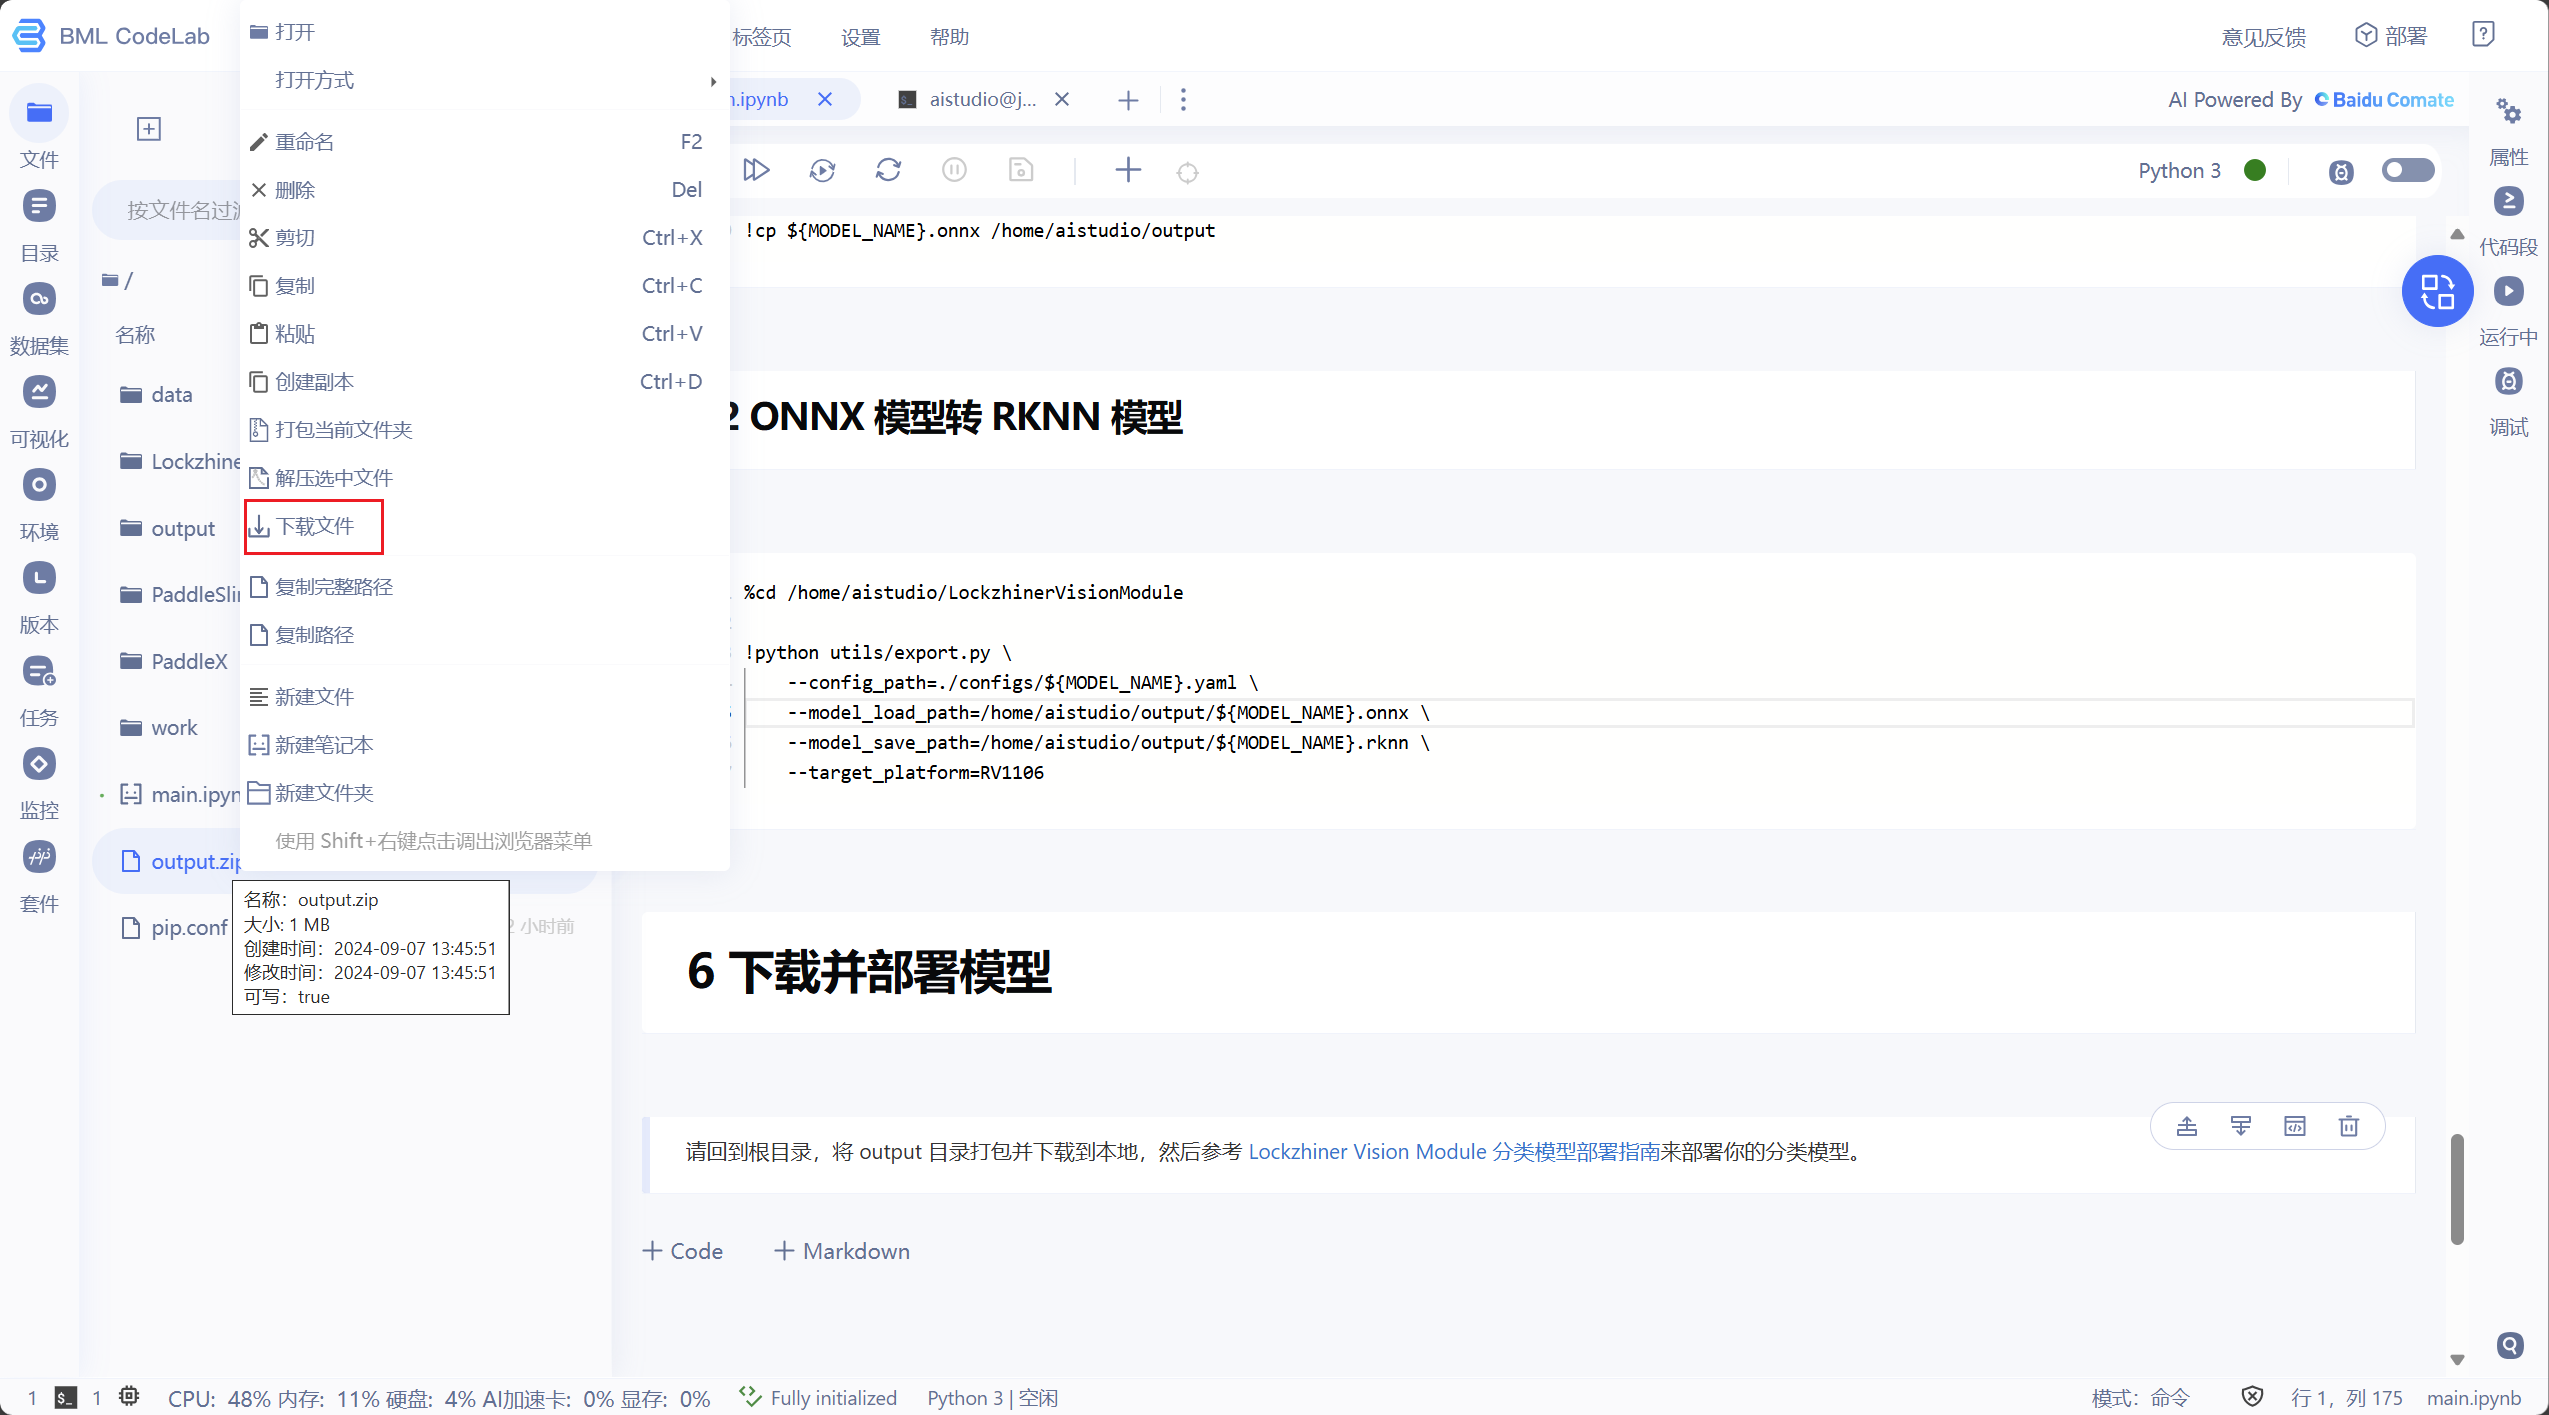 BML CodeLab
标签页
设置
帮助
意见反馈
部署
.ipynb
aistudio@j...
AI Powered By Baidu Comate
Python 3
文件
目录
数据集
可视化
环境
版本
任务
监控
套件
按文件名过
/
名称
data
Lockzhine
output
PaddleSli
PaddleX
work
main.ipyn
output.zip
pip.conf
2 小时前
打开
打开方式
重命名 F2
删除 Del
剪切 Ctrl+X
复制 Ctrl+C
粘贴 Ctrl+V
创建副本 Ctrl+D
打包当前文件夹
解压选中文件
下载文件
复制完整路径
复制路径
新建文件
新建笔记本
新建文件夹
使用 Shift+右键点击调出浏览器菜单
名称：output.zip
大小: 1 MB
创建时间：2024-09-07 13:45:51
修改时间：2024-09-07 13:45:51
可写：true
!cp ${MODEL_NAME}.onnx /home/aistudio/output
2 ONNX 模型转 RKNN 模型
%cd /home/aistudio/LockzhinerVisionModule
!python utils/export.py \
--config_path=./configs/${MODEL_NAME}.yaml \
--model_load_path=/home/aistudio/output/${MODEL_NAME}.onnx \
--model_save_path=/home/aistudio/output/${MODEL_NAME}.rknn \
--target_platform=RV1106
6 下载并部署模型
请回到根目录，将 output 目录打包并下载到本地，然后参考 Lockzhiner Vision Module 分类模型部署指南来部署你的分类模型。
Code
Markdown
属性
代码段
运行中
调试
1 $_ 1 CPU: 48% 内存: 11% 硬盘: 4% AI加速卡: 0% 显存: 0% Fully initialized Python 3 | 空闲 模式：命令 行 1，列 175 main.ipynb